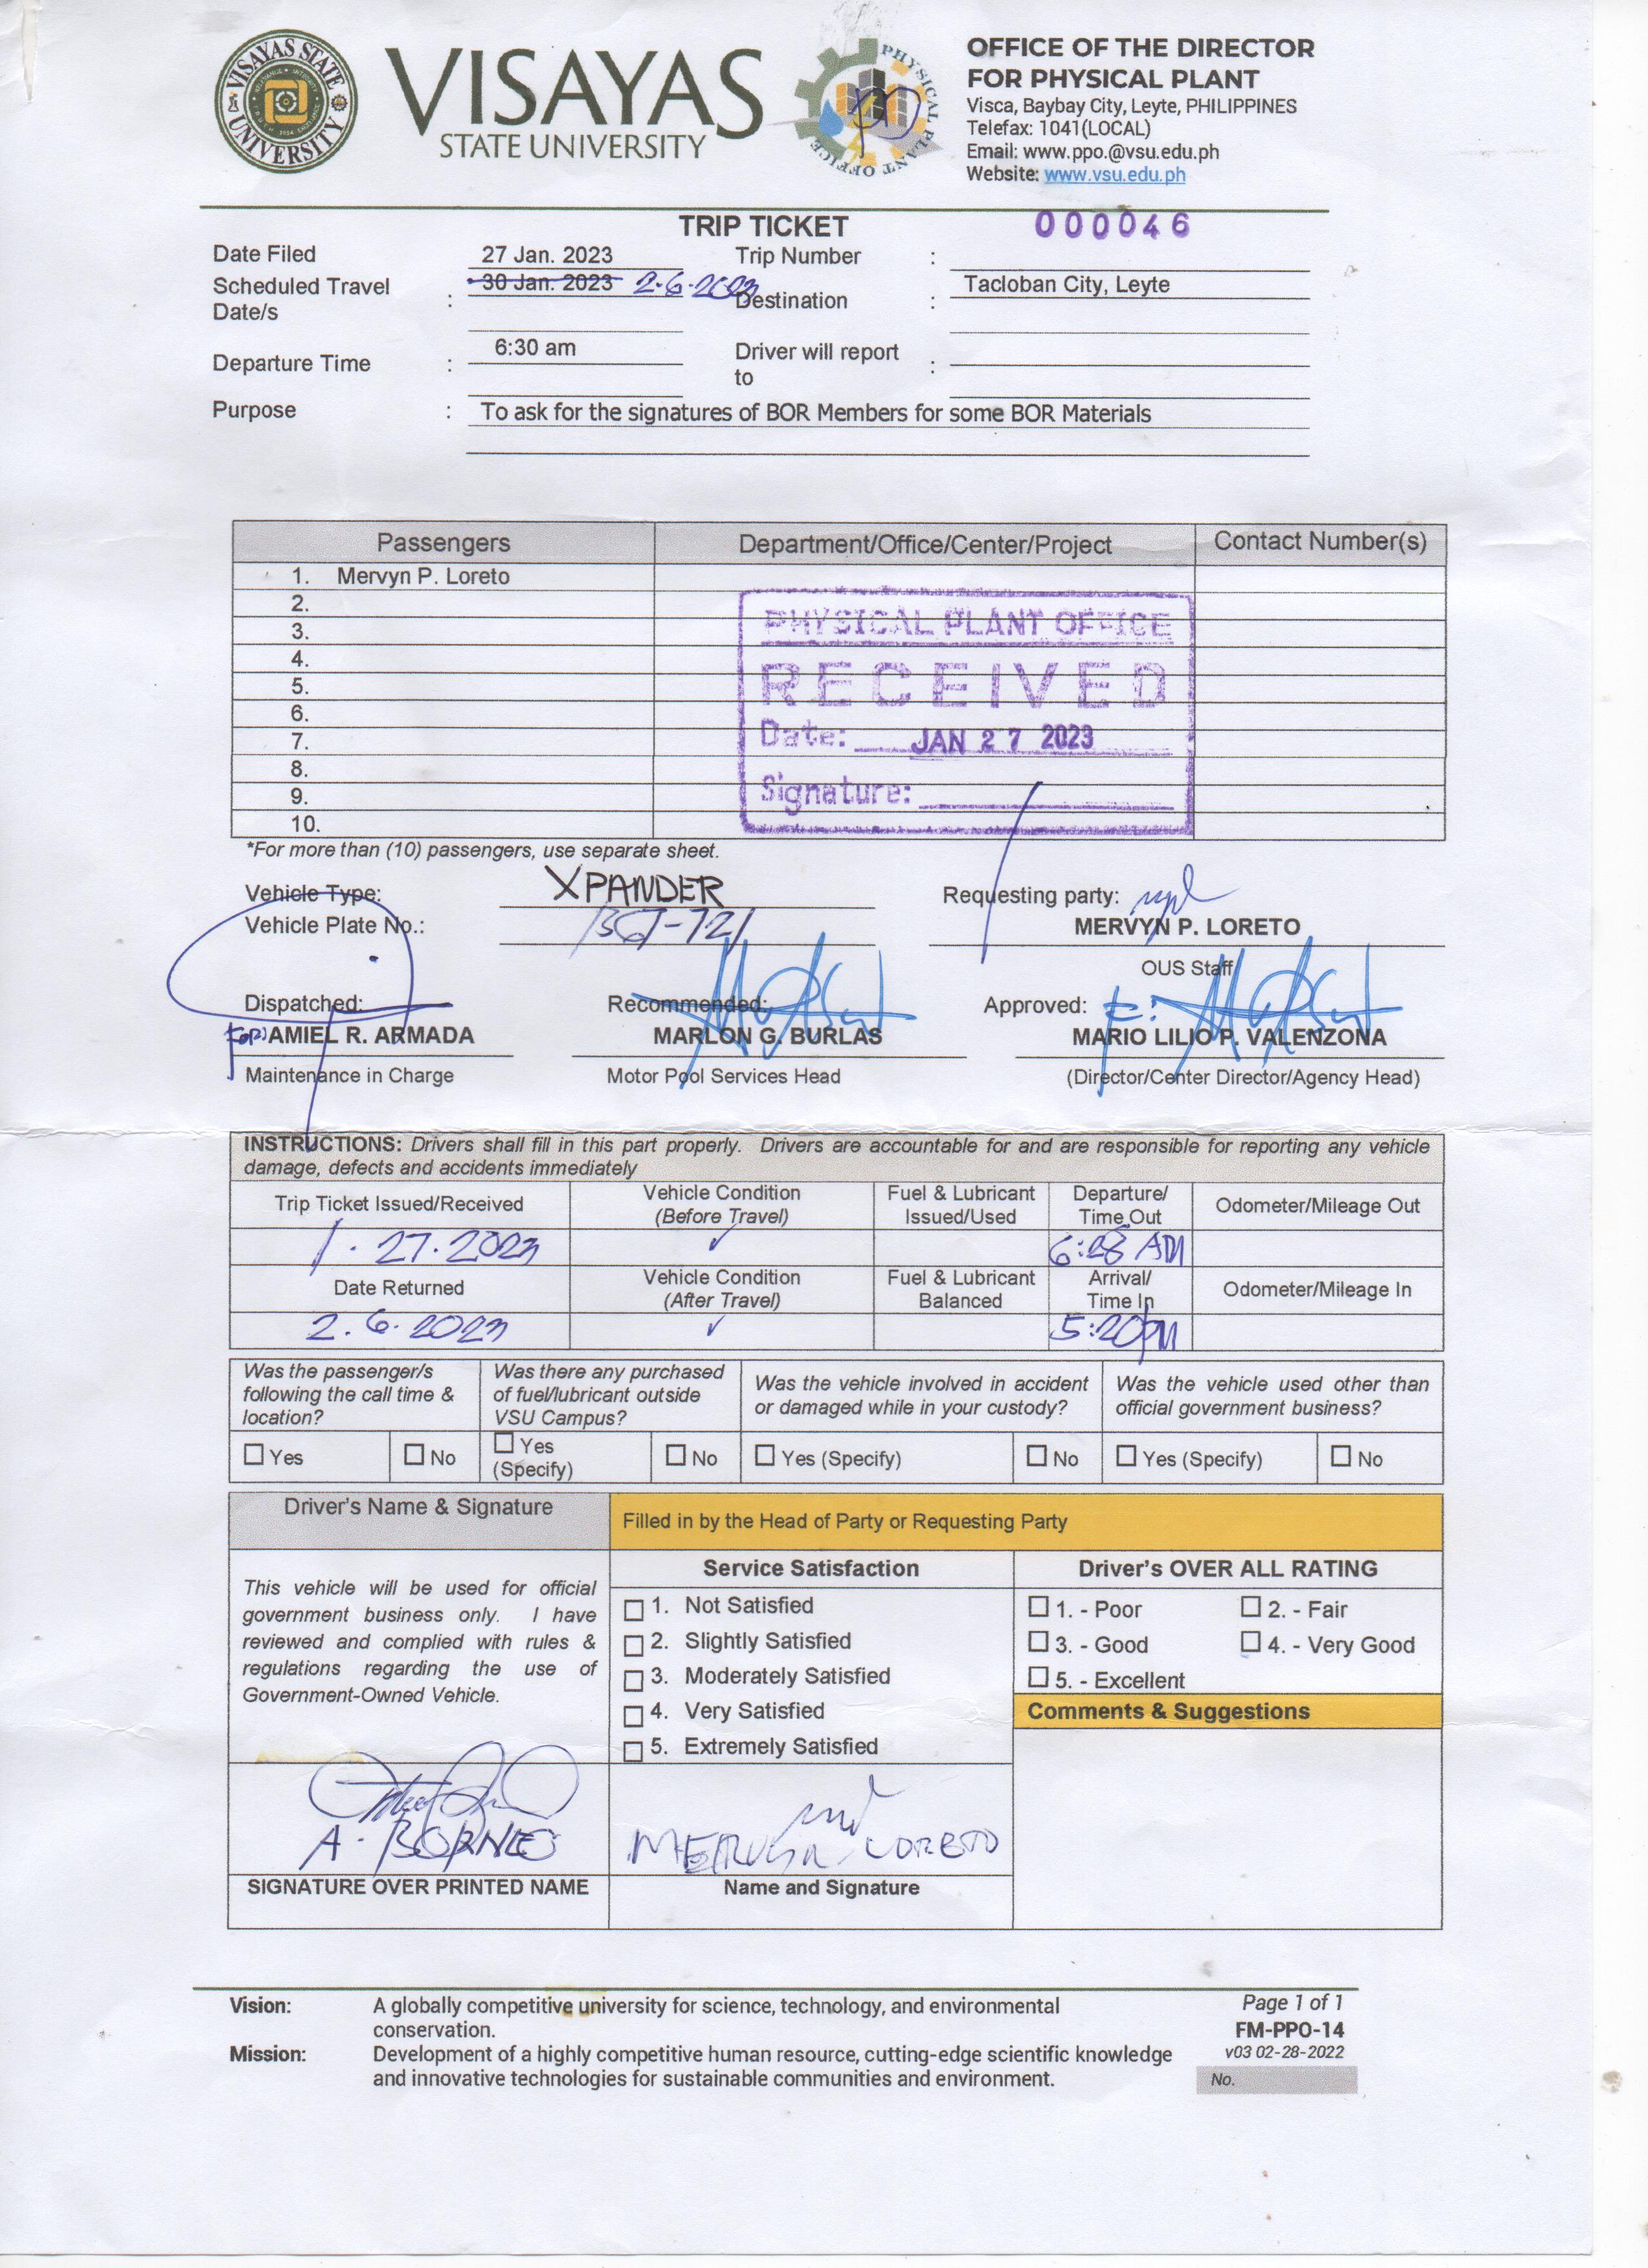 VISAYAS STATE UNIVERSITY
VISAYAS
STATE UNIVERSITY
PHYSICAL PLANT OFFICE
OFFICE OF THE DIRECTOR
FOR PHYSICAL PLANT
Visca, Baybay City, Leyte, PHILIPPINES
Telefax: 1041(LOCAL)
Email: www.ppo.@vsu.edu.ph
Website: www.vsu.edu.ph
TRIP TICKET 000046
Date Filed 27 Jan. 2023 Trip Number :
Scheduled Travel Date/s : 30 Jan. 2023 2.6.2023 Destination : Tacloban City, Leyte
Departure Time : 6:30 am Driver will report to :
Purpose : To ask for the signatures of BOR Members for some BOR Materials
Passengers Department/Office/Center/Project Contact Number(s)
1. Mervyn P. Loreto
2.
3.
4.
5.
6.
7.
8.
9.
10.
PHYSICAL PLANT OFFICE
RECEIVED
Date: JAN 27 2023
Signature:
*For more than (10) passengers, use separate sheet.
Vehicle Type: XPANDER Requesting party:
Vehicle Plate No.: MERVYN P. LORETO
OUS Staff
Dispatched: Recommended: Approved:
For: AMIEL R. ARMADA MARLON G. BURLAS MARIO LILIO P. VALENZONA
Maintenance in Charge Motor Pool Services Head (Director/Center Director/Agency Head)
INSTRUCTIONS: Drivers shall fill in this part properly. Drivers are accountable for and are responsible for reporting any vehicle
damage, defects and accidents immediately
Trip Ticket Issued/Received Vehicle Condition (Before Travel) Fuel & Lubricant Issued/Used Departure/ Time Out Odometer/Mileage Out
1.27.2023 ✓ 6:28 AM
Date Returned Vehicle Condition (After Travel) Fuel & Lubricant Balanced Arrival/ Time In Odometer/Mileage In
2.6.2023 ✓ 5:20PM
Was the passenger/s following the call time & location? Was there any purchased of fuel/lubricant outside VSU Campus? Was the vehicle involved in accident or damaged while in your custody? Was the vehicle used other than official government business?
☐ Yes ☐ No ☐ Yes (Specify) ☐ No ☐ Yes (Specify) ☐ No ☐ Yes (Specify) ☐ No
Driver's Name & Signature Filled in by the Head of Party or Requesting Party
This vehicle will be used for official
government business only. I have
reviewed and complied with rules &
regulations regarding the use of
Government-Owned Vehicle.
A. BORNEO
SIGNATURE OVER PRINTED NAME
Service Satisfaction
☐ 1. Not Satisfied
☐ 2. Slightly Satisfied
☐ 3. Moderately Satisfied
☐ 4. Very Satisfied
☐ 5. Extremely Satisfied
MERVYN LORETO
Name and Signature
Driver's OVER ALL RATING
☐ 1. - Poor ☐ 2. - Fair
☐ 3. - Good ☐ 4. - Very Good
☐ 5. - Excellent
Comments & Suggestions
Vision: A globally competitive university for science, technology, and environmental
conservation.
Mission: Development of a highly competitive human resource, cutting-edge scientific knowledge
and innovative technologies for sustainable communities and environment.
Page 1 of 1
FM-PPO-14
v03 02-28-2022
No.